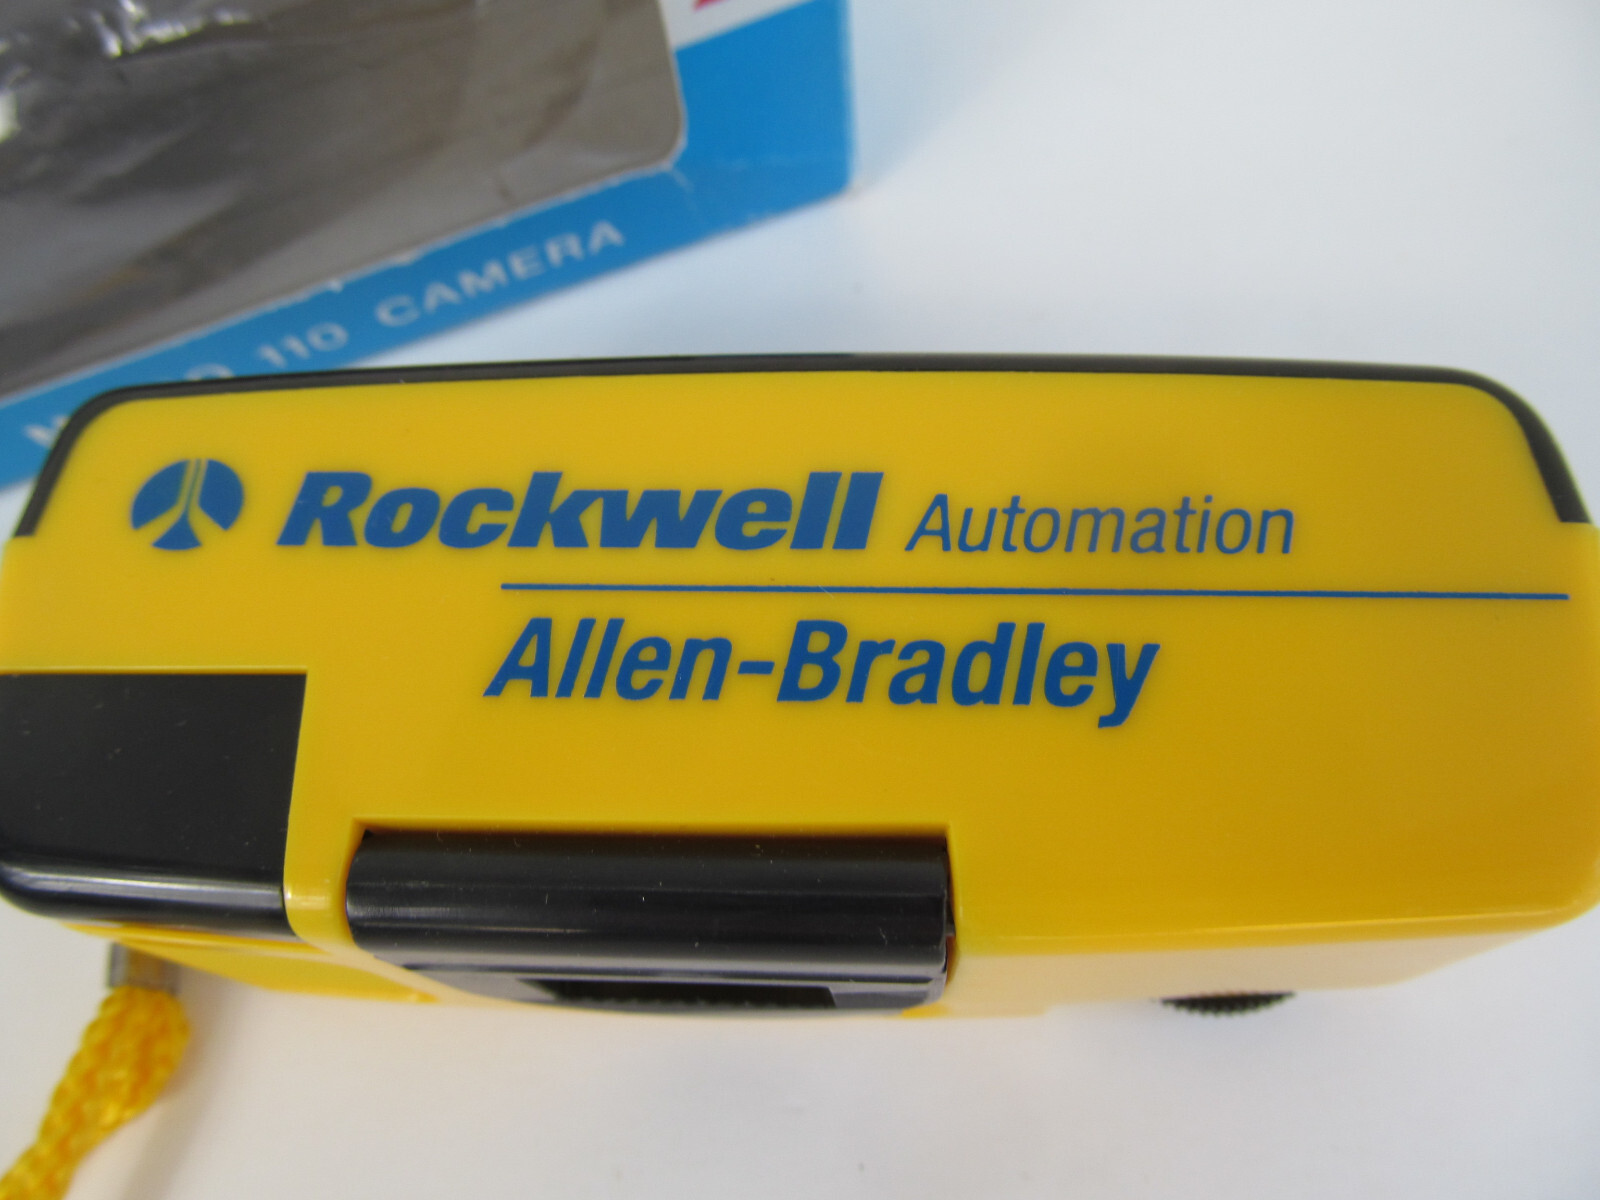 110 CAMERA
Rockwell Automation
Allen-Bradley